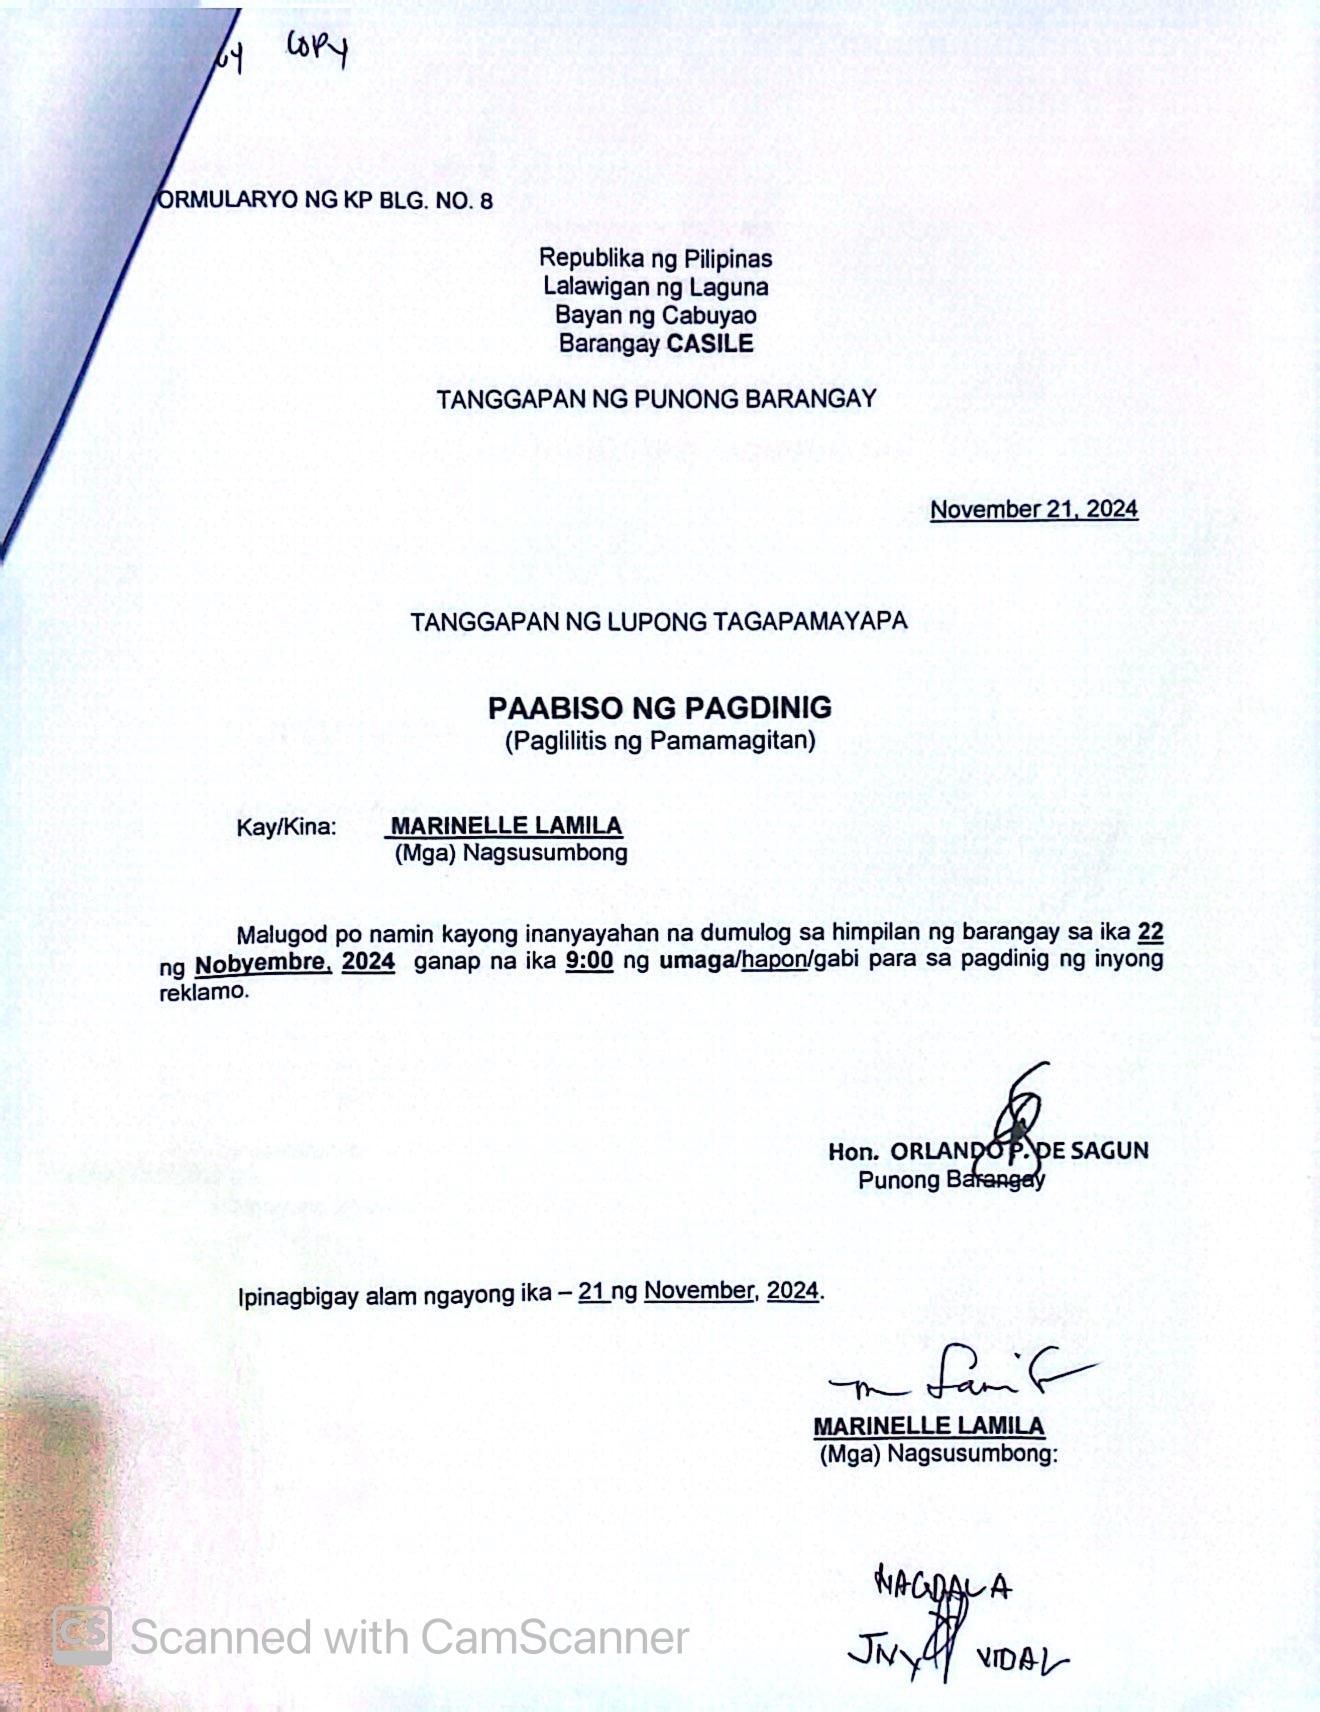 COPY
ORMULARYO NG KP BLG. NO. 8
Republika ng Pilipinas
Lalawigan ng Laguna
Bayan ng Cabuyao
Barangay CASILE
TANGGAPAN NG PUNONG BARANGAY
November 21, 2024
TANGGAPAN NG LUPONG TAGAPAMAYAPA
PAABISO NG PAGDINIG
(Paglilitis ng Pamamagitan)
Kay/Kina: MARINELLE LAMILA
(Mga) Nagsusumbong
Malugod po namin kayong inanyayahan na dumulog sa himpilan ng barangay sa ika 22
ng Nobyembre, 2024 ganap na ika 9:00 ng umaga/hapon/gabi para sa pagdinig ng inyong
reklamo.
Hon. ORLANDO P. DE SAGUN
Punong Barangay
Ipinagbigay alam ngayong ika – 21 ng November, 2024.
MARINELLE LAMILA
(Mga) Nagsusumbong:
NAGDALA
VIDAL
CS Scanned with CamScanner